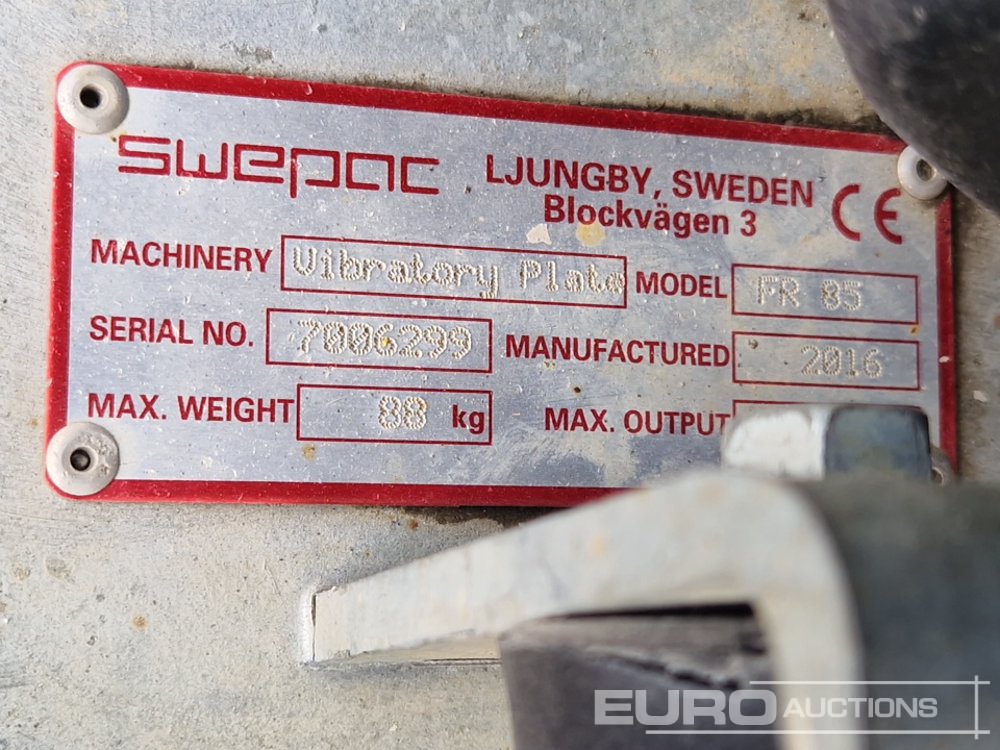 swepac LJUNGBY, SWEDEN
Blockvägen 3 CE
MACHINERY Vibratory Plate MODEL FR 85
SERIAL NO. 7006299 MANUFACTURED 2016
MAX. WEIGHT 88 kg MAX. OUTPUT
EURO AUCTIONS